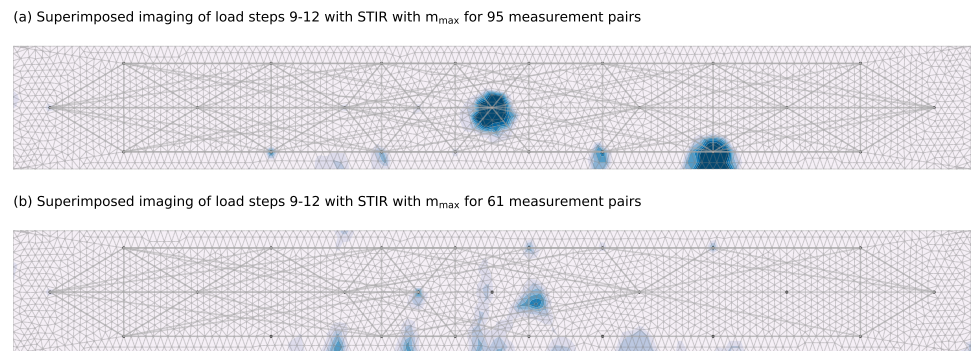 (a) Superimposed imaging of load steps 9-12 with STIR with mmax for 95 measurement pairs
(b) Superimposed imaging of load steps 9-12 with STIR with mmax for 61 measurement pairs